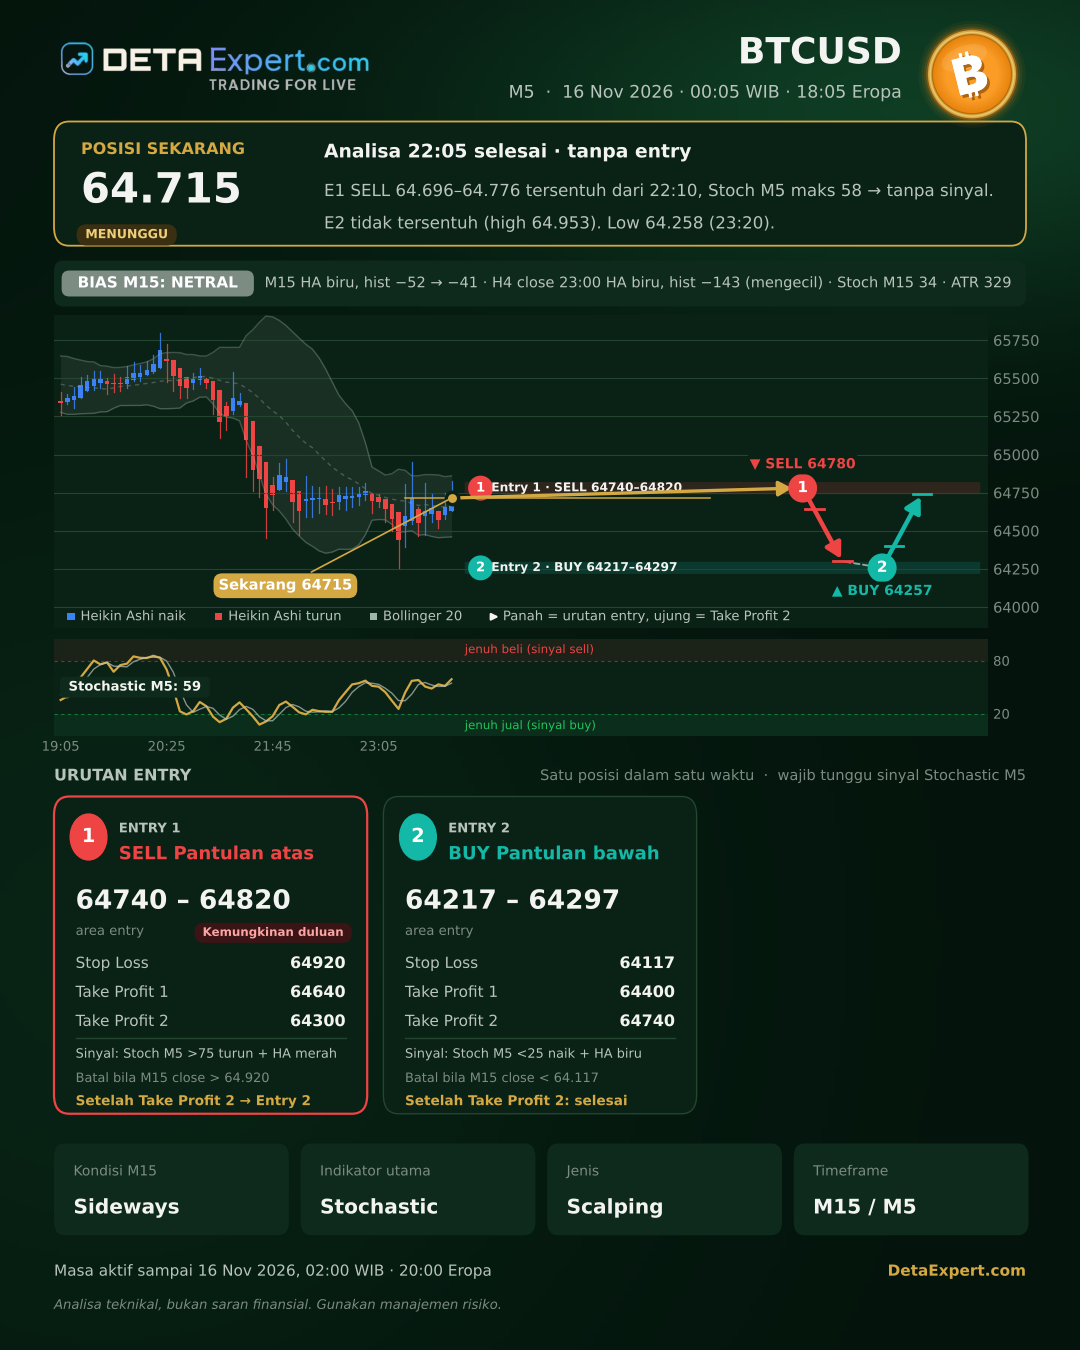 DETA Expert.com
TRADING FOR LIVE
BTCUSD
M5 · 16 Nov 2026 · 00:05 WIB · 18:05 Eropa
POSISI SEKARANG
64.715
MENUNGGU
Analisa 22:05 selesai · tanpa entry
E1 SELL 64.696–64.776 tersentuh dari 22:10, Stoch M5 maks 58 → tanpa sinyal.
E2 tidak tersentuh (high 64.953). Low 64.258 (23:20).
BIAS M15: NETRAL
M15 HA biru, hist −52 → −41 · H4 close 23:00 HA biru, hist −143 (mengecil) · Stoch M15 34 · ATR 329
65750
65500
65250
65000
64750
64500
64250
64000
▼ SELL 64780
1 Entry 1 · SELL 64740–64820
1
2 Entry 2 · BUY 64217–64297
2
▲ BUY 64257
Sekarang 64715
Heikin Ashi naik
Heikin Ashi turun
Bollinger 20
Panah = urutan entry, ujung = Take Profit 2
jenuh beli (sinyal sell)
80
Stochastic M5: 59
20
jenuh jual (sinyal buy)
19:05 20:25 21:45 23:05
URUTAN ENTRY
Satu posisi dalam satu waktu · wajib tunggu sinyal Stochastic M5
1
ENTRY 1
SELL Pantulan atas
64740 – 64820
area entry
Kemungkinan duluan
Stop Loss 64920
Take Profit 1 64640
Take Profit 2 64300
Sinyal: Stoch M5 >75 turun + HA merah
Batal bila M15 close > 64.920
Setelah Take Profit 2 → Entry 2
2
ENTRY 2
BUY Pantulan bawah
64217 – 64297
area entry
Stop Loss 64117
Take Profit 1 64400
Take Profit 2 64740
Sinyal: Stoch M5 <25 naik + HA biru
Batal bila M15 close < 64.117
Setelah Take Profit 2: selesai
Kondisi M15
Sideways
Indikator utama
Stochastic
Jenis
Scalping
Timeframe
M15 / M5
Masa aktif sampai 16 Nov 2026, 02:00 WIB · 20:00 Eropa
DetaExpert.com
Analisa teknikal, bukan saran finansial. Gunakan manajemen risiko.